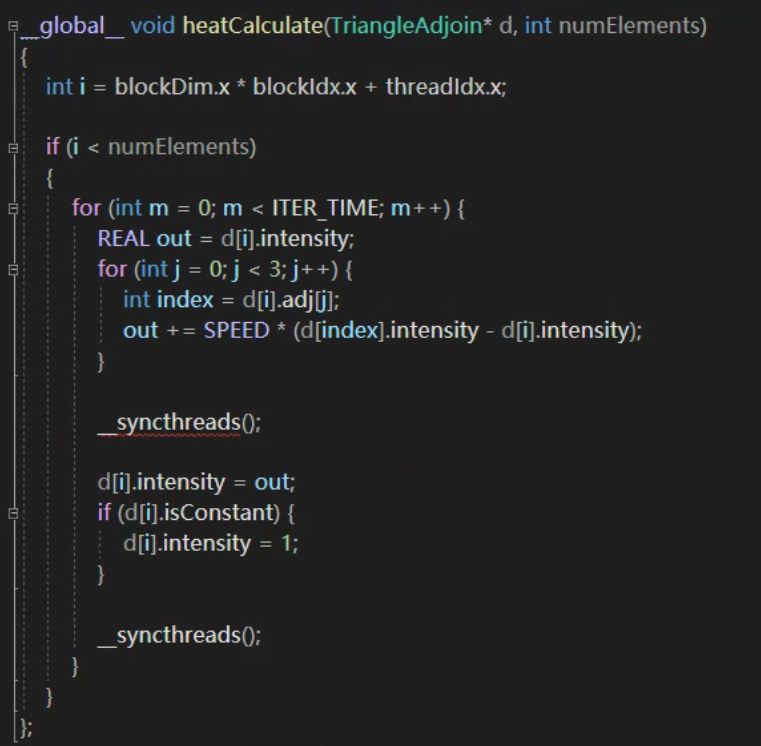 __global__ void heatCalculate(TriangleAdjoin* d, int numElements)
{
int i = blockDim.x * blockIdx.x + threadIdx.x;
if (i < numElements)
{
for (int m = 0; m < ITER_TIME; m++) {
REAL out = d[i].intensity;
for (int j = 0; j < 3; j++) {
int index = d[i].adj[j];
out += SPEED * (d[index].intensity - d[i].intensity);
}
__syncthreads();
d[i].intensity = out;
if (d[i].isConstant) {
d[i].intensity = 1;
}
__syncthreads();
}
}
};